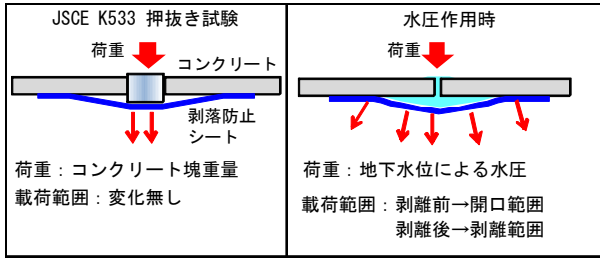 JSCE K533 押抜き試験
荷重
コンクリート
剥落防止
シート
荷重：コンクリート塊重量
載荷範囲：変化無し
水圧作用時
荷重
荷重：地下水位による水圧
載荷範囲：剥離前→開口範囲
剥離後→剥離範囲